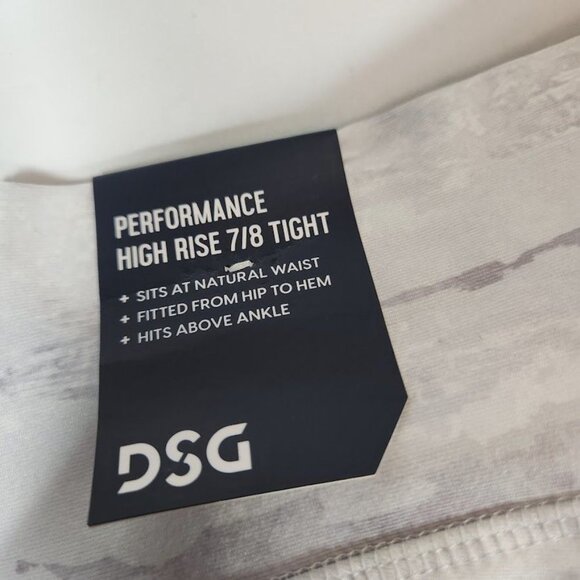 PERFORMANCE
HIGH RISE 7/8 TIGHT
+ SITS AT NATURAL WAIST
+ FITTED FROM HIP TO HEM
+ HITS ABOVE ANKLE
DSG